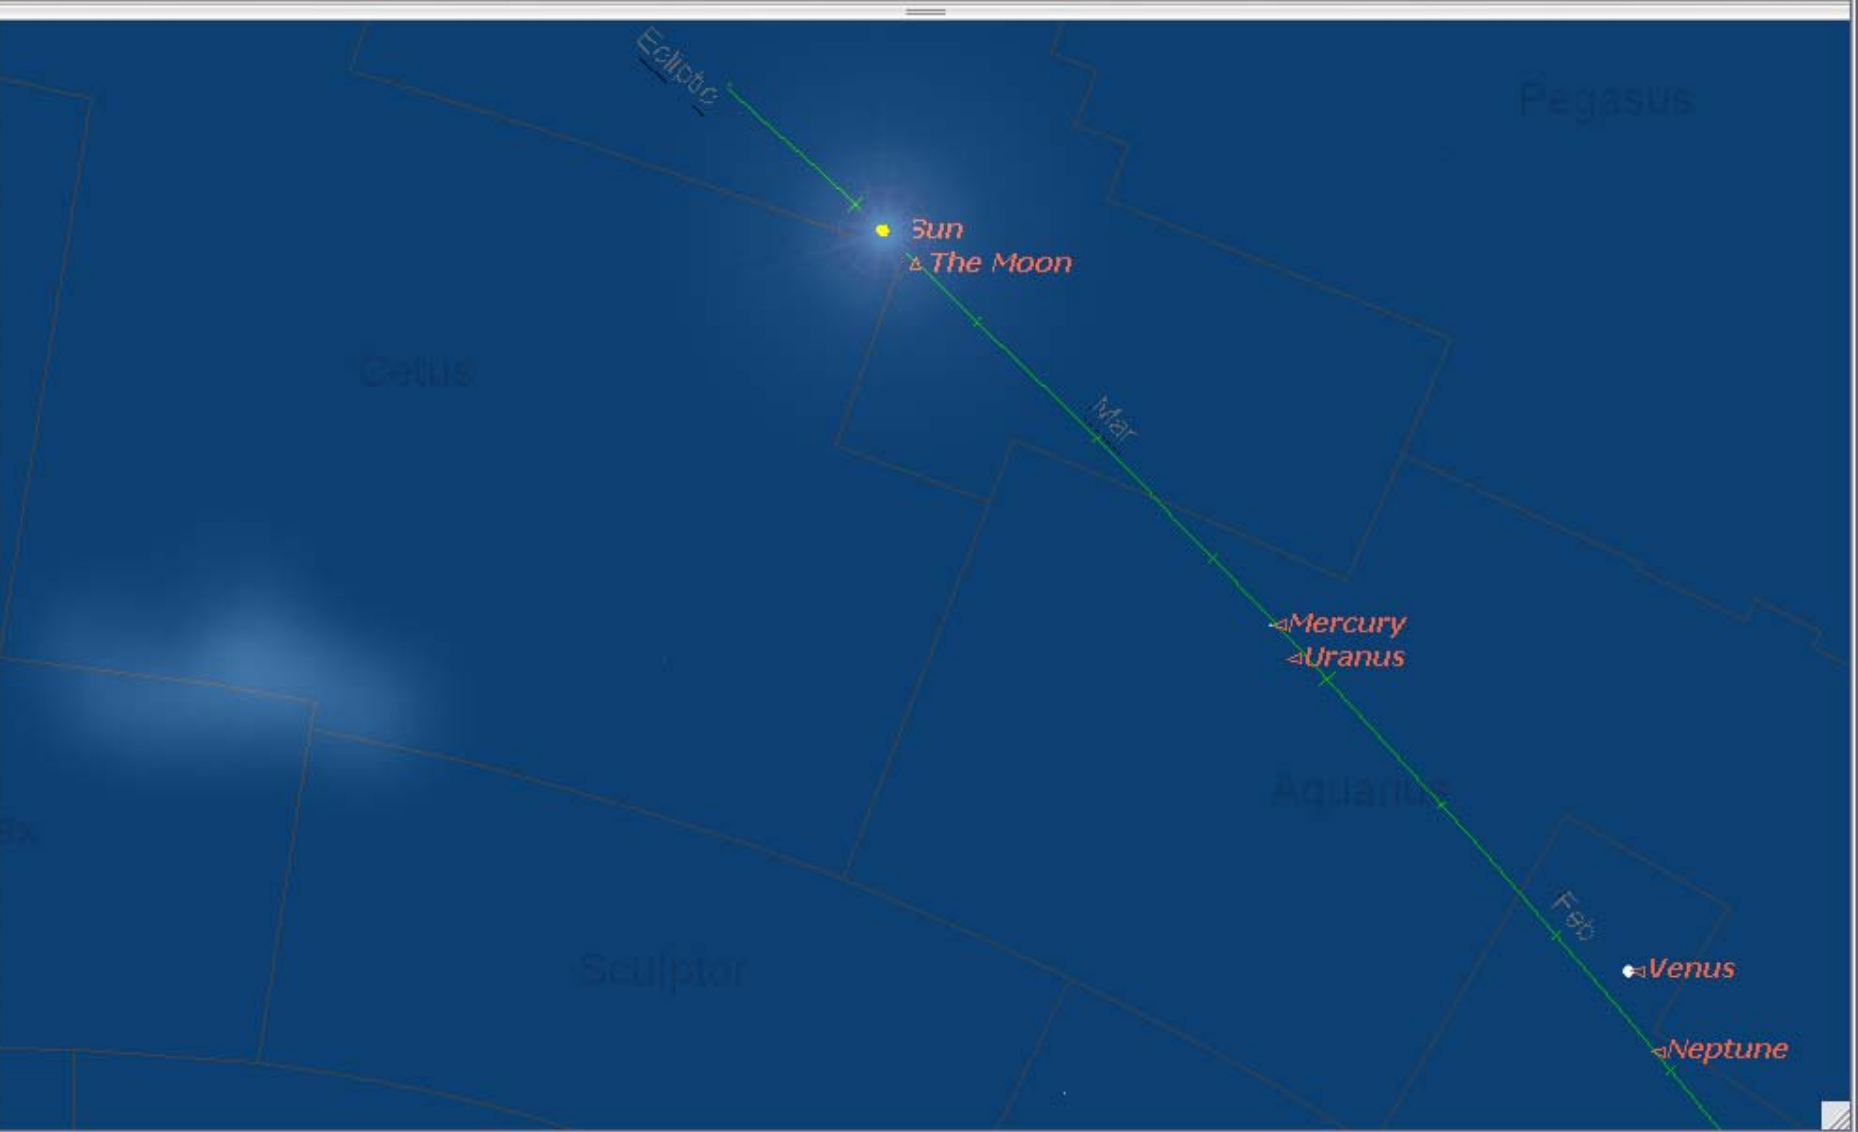 Ecliptic
Pegasus
Sun
The Moon
Cetus
Mar
Mercury
Uranus
Aquarius
Feb
Sculptor
Venus
Neptune